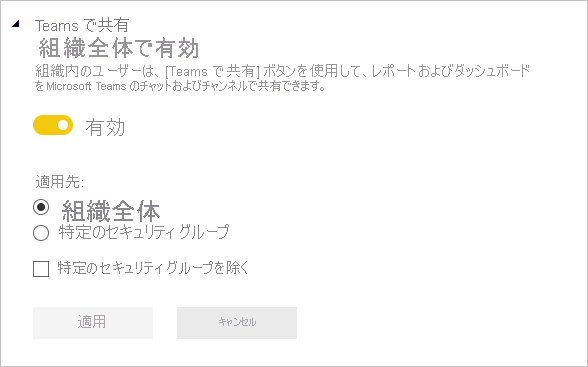 Teams で共有
組織全体で有効
組織内のユーザーは、[Teams で共有] ボタンを使用して、レポートおよびダッシュボード
を Microsoft Teams のチャットおよびチャンネルで共有できます。
有効
適用先:
組織全体
特定のセキュリティ グループ
特定のセキュリティ グループを除く
適用
キャンセル